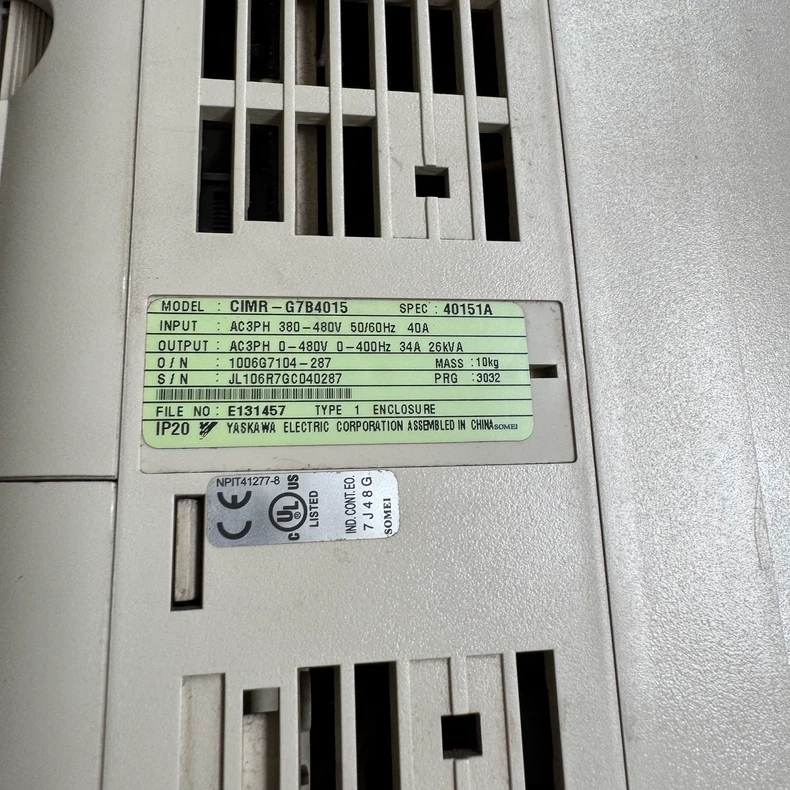 MODEL : CIMR-G7B4015 SPEC : 40151A
INPUT : AC3PH 380-480V 50/60Hz 40A
OUTPUT : AC3PH 0-480V 0-400Hz 34A 26kVA
O/N : 1006G7104-287 MASS : 10kg
S/N : JL106R7GC040287 PRG : 3032
FILE NO : E131457 TYPE 1 ENCLOSURE
IP20 YASKAWA ELECTRIC CORPORATION ASSEMBLED IN CHINA SOMEI
NPIT41277-8
CE
C UL US
®
LISTED
IND.CONT.EQ.
7J48G
SOMEI